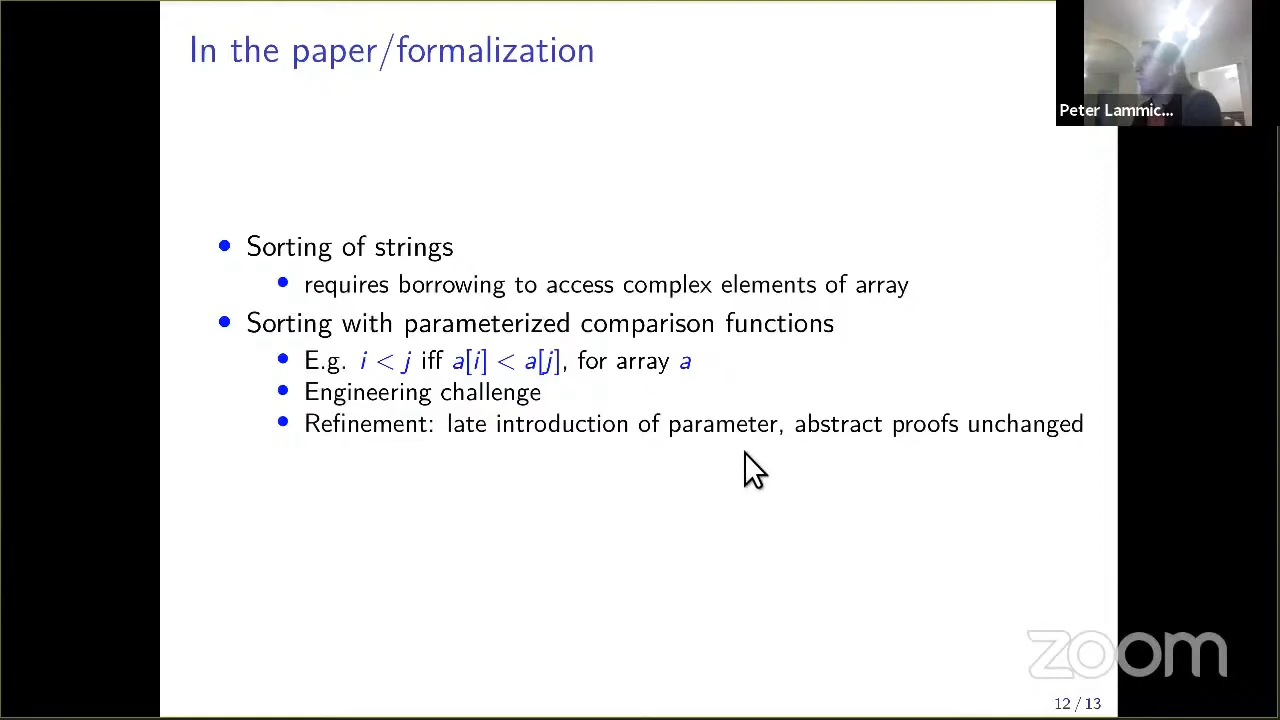 In the paper/formalization
Peter Lammic...
• Sorting of strings
• requires borrowing to access complex elements of array
• Sorting with parameterized comparison functions
• E.g. i < j iff a[i] < a[j], for array a
• Engineering challenge
• Refinement: late introduction of parameter, abstract proofs unchanged
zoom
12 / 13